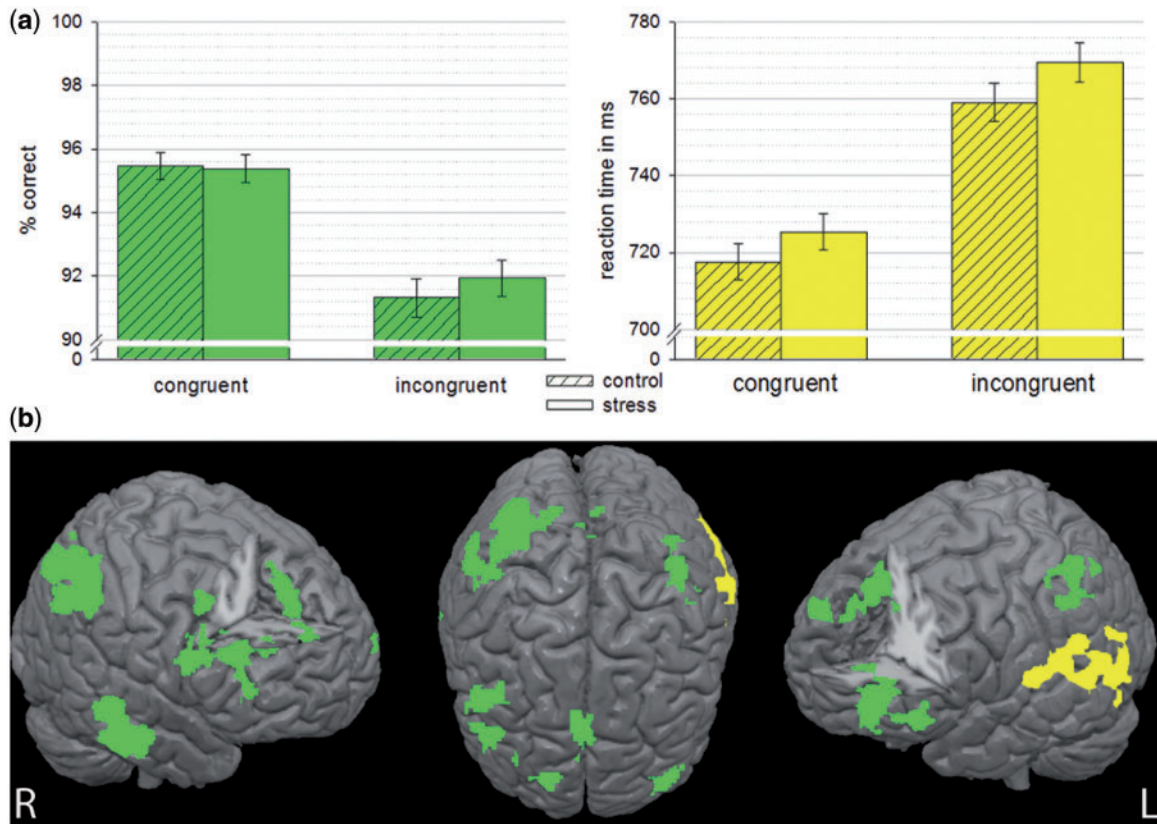 (a)
100
98
96
94
92
90
0
% correct
congruent
incongruent
780
760
740
720
700
0
reaction time in ms
congruent
incongruent
control
stress
(b)
R
L